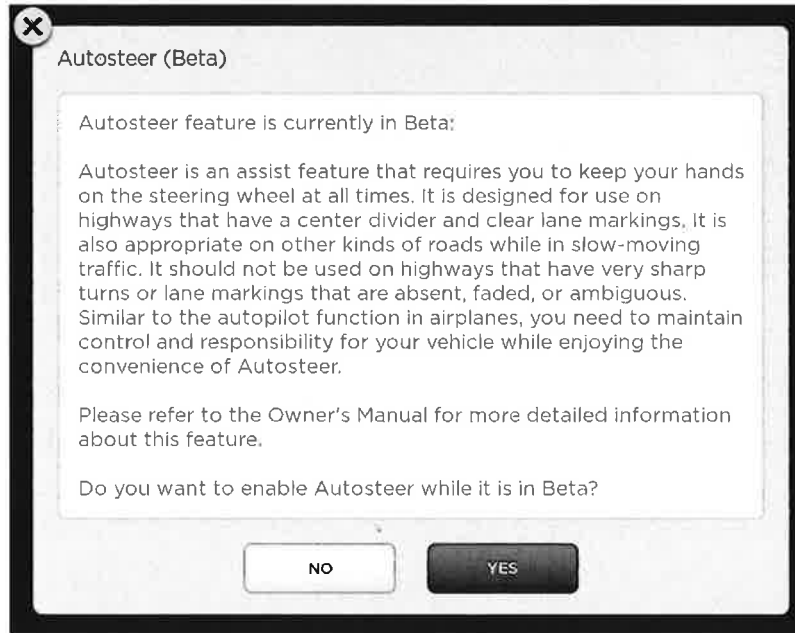 Autosteer (Beta)
Autosteer feature is currently in Beta:
Autosteer is an assist feature that requires you to keep your hands
on the steering wheel at all times. It is designed for use on
highways that have a center divider and clear lane markings. It is
also appropriate on other kinds of roads while in slow-moving
traffic. It should not be used on highways that have very sharp
turns or lane markings that are absent, faded, or ambiguous.
Similar to the autopilot function in airplanes, you need to maintain
control and responsibility for your vehicle while enjoying the
convenience of Autosteer.
Please refer to the Owner's Manual for more detailed information
about this feature.
Do you want to enable Autosteer while it is in Beta?
NO
YES